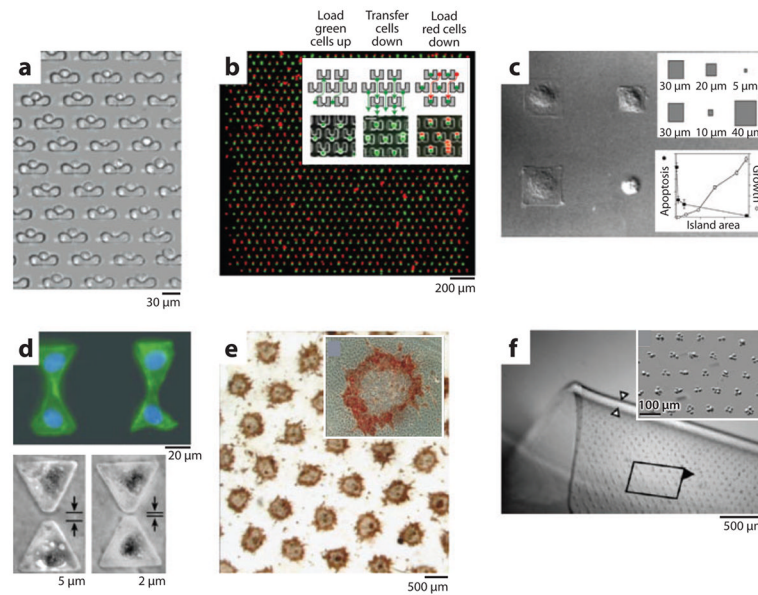 a
30 µm
b
Load
green
cells up
Transfer
cells
down
Load
red cells
down
200 µm
c
30 µm 20 µm 5 µm
30 µm 10 µm 40 µm
Apoptosis
Growth
Island area
d
20 µm
5 µm
2 µm
e
500 µm
f
100 µm
500 µm